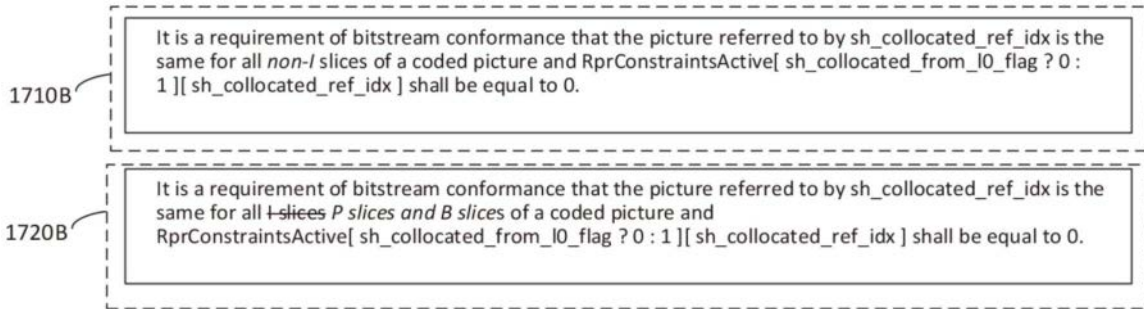 It is a requirement of bitstream conformance that the picture referred to by sh_collocated_ref_idx is the
same for all non-I slices of a coded picture and RprConstraintsActive[ sh_collocated_from_l0_flag ? 0 :
1 ][ sh_collocated_ref_idx ] shall be equal to 0.
1710B
It is a requirement of bitstream conformance that the picture referred to by sh_collocated_ref_idx is the
same for all I slices P slices and B slices of a coded picture and
RprConstraintsActive[ sh_collocated_from_l0_flag ? 0 : 1 ][ sh_collocated_ref_idx ] shall be equal to 0.
1720B